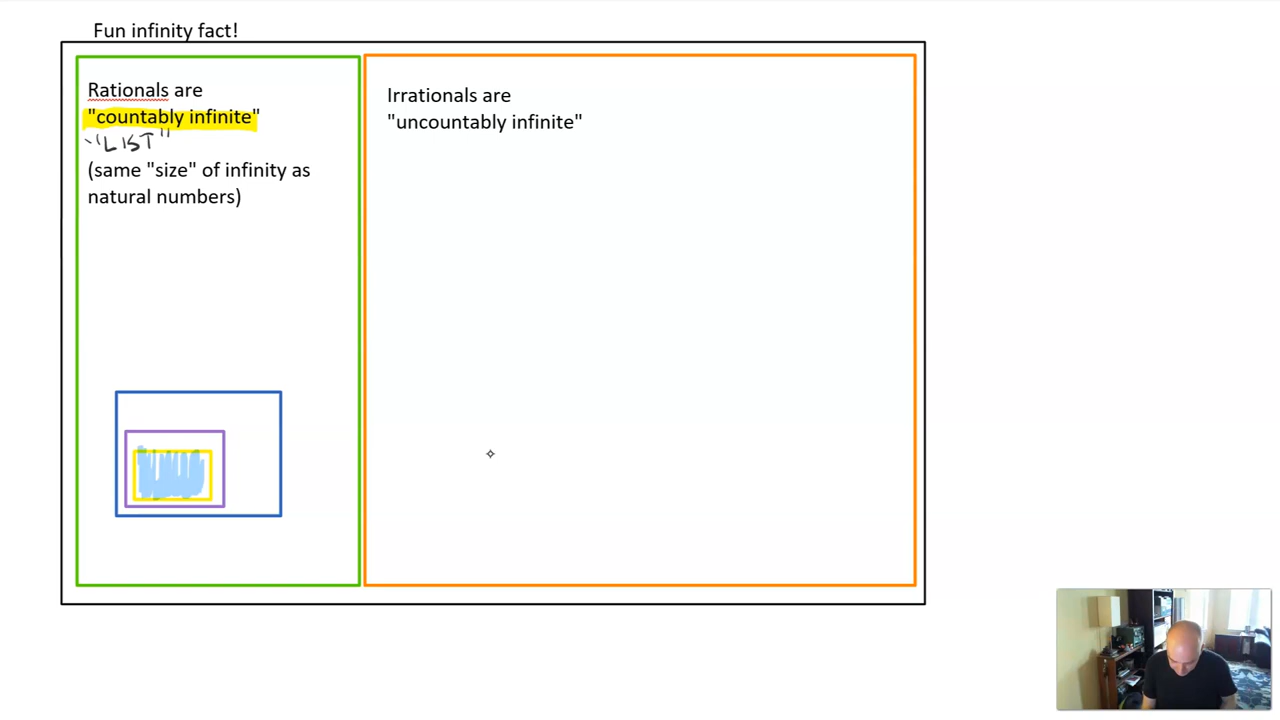 Fun infinity fact!
Rationals are
"countably infinite"
"LIST"
(same "size" of infinity as
natural numbers)
Irrationals are
"uncountably infinite"